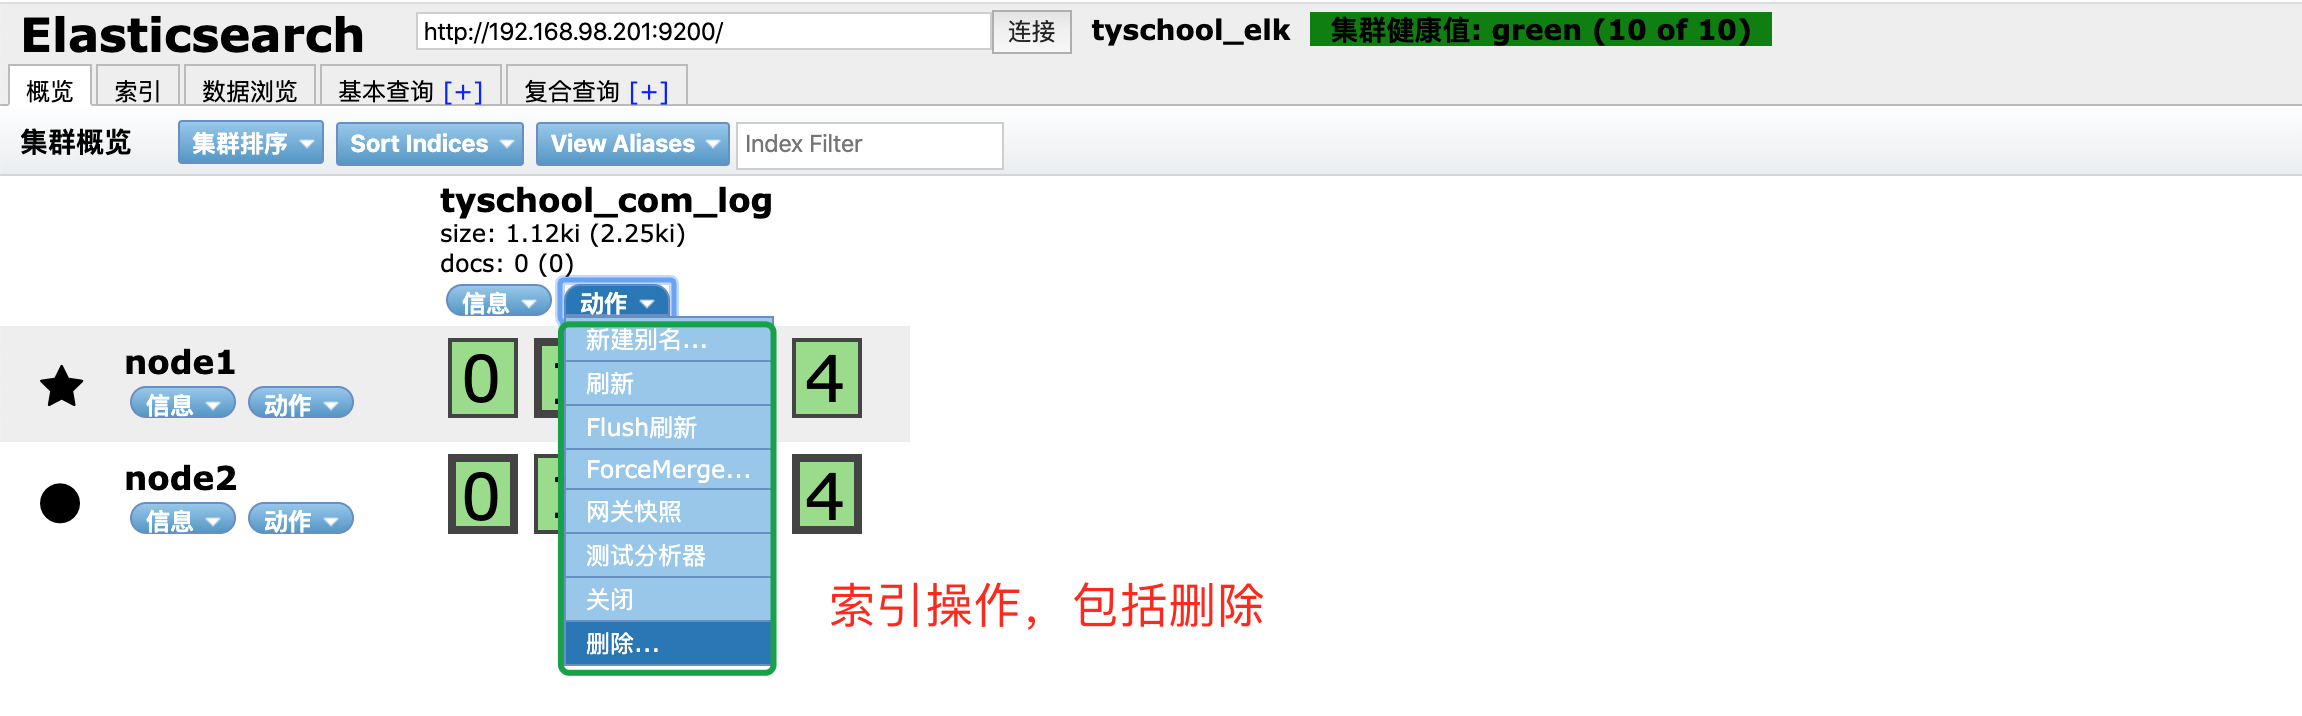 Elasticsearch http://192.168.98.201:9200/ 连接 tyschool_elk 集群健康值: green (10 of 10)
概览 索引 数据浏览 基本查询 [+] 复合查询 [+]
集群概览 集群排序 Sort Indices View Aliases Index Filter
tyschool_com_log
size: 1.12ki (2.25ki)
docs: 0 (0)
信息 动作
新建别名...
刷新
Flush刷新
ForceMerge...
网关快照
测试分析器
关闭
删除...
node1
信息 动作
0 4
node2
信息 动作
0 4
索引操作，包括删除